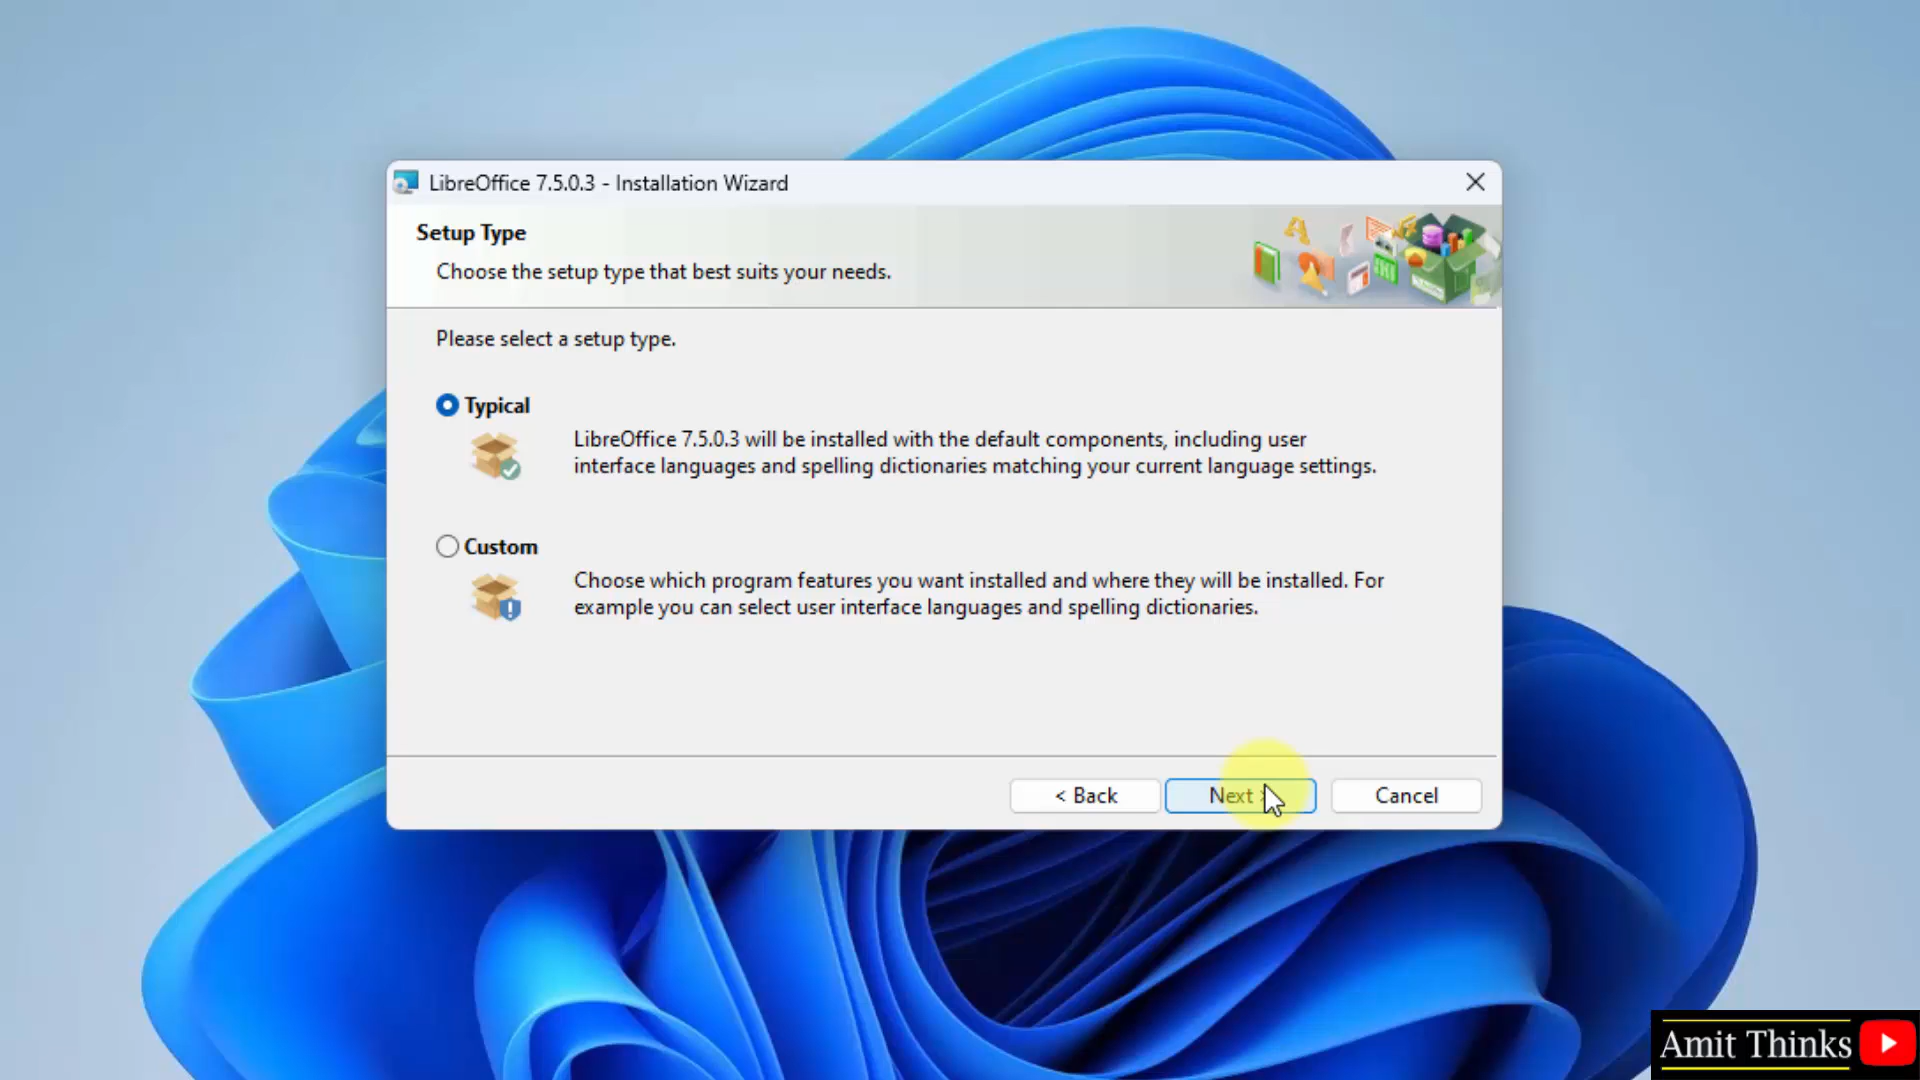 LibreOffice 7.5.0.3 - Installation Wizard
Setup Type
Choose the setup type that best suits your needs.
Please select a setup type.
Typical
LibreOffice 7.5.0.3 will be installed with the default components, including user
interface languages and spelling dictionaries matching your current language settings.
Custom
Choose which program features you want installed and where they will be installed. For
example you can select user interface languages and spelling dictionaries.
< Back
Next >
Cancel
Amit Thinks